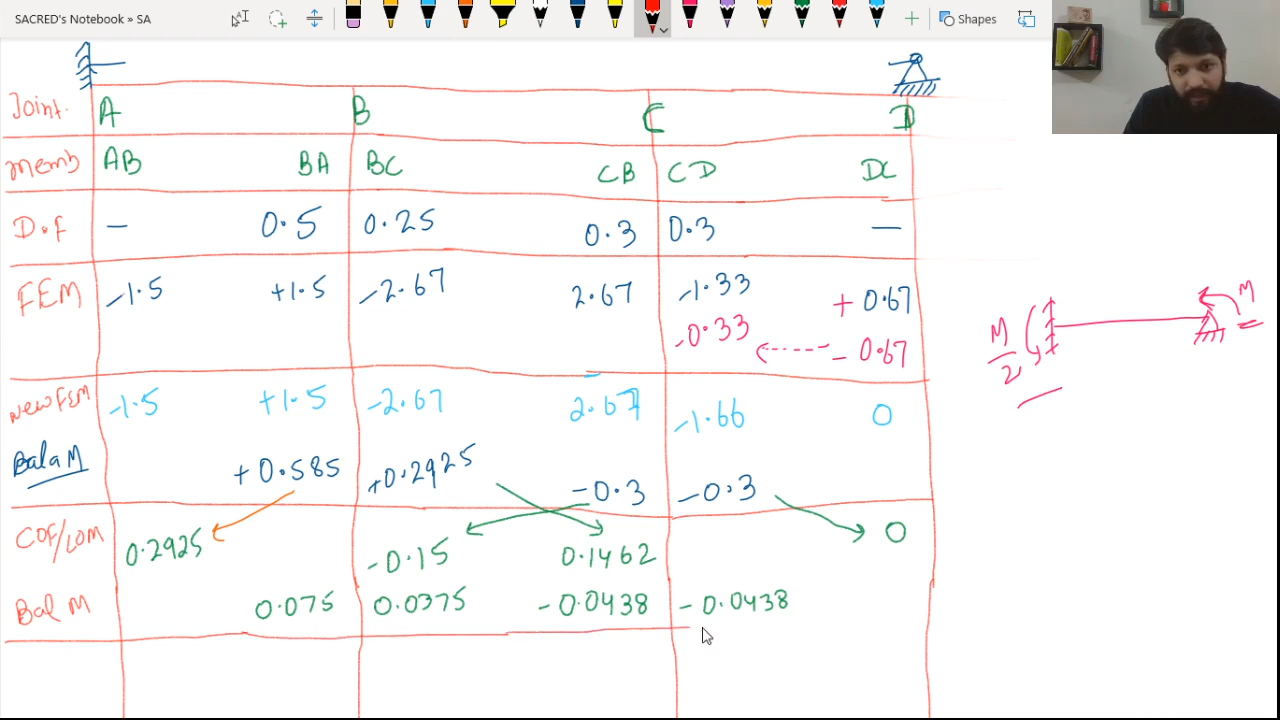 SACRED's Notebook » SA
Shapes
Joint. A B C D
Memb AB BA BC CB CD DC
D.f — 0.5 0.25 0.3 0.3 —
FEM -1.5 +1.5 -2.67 2.67 -1.33 + 0.67
-0.33 - 0.67
M/2 M
New FEM -1.5 +1.5 -2.67 2.67 -1.66 0
Bala M + 0.585 +0.2925 -0.3 -0.3
COF/COM 0.2925 -0.15 0.1462 0
Bal M 0.075 0.0375 - 0.0438 - 0.0438